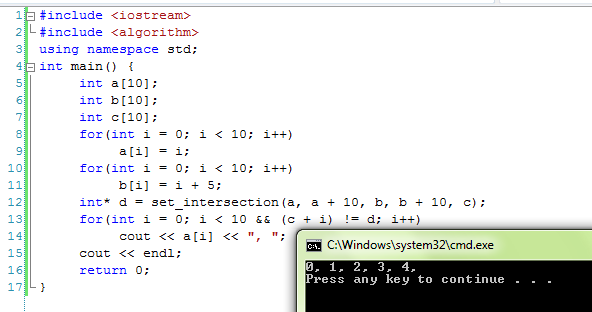 1 #include <iostream>
2 #include <algorithm>
3 using namespace std;
4 int main() {
5 int a[10];
6 int b[10];
7 int c[10];
8 for(int i = 0; i < 10; i++)
9 a[i] = i;
10 for(int i = 0; i < 10; i++)
11 b[i] = i + 5;
12 int* d = set_intersection(a, a + 10, b, b + 10, c);
13 for(int i = 0; i < 10 && (c + i) != d; i++)
14 cout << a[i] << ", ";
15 cout << endl;
16 return 0;
17 }
C:\Windows\system32\cmd.exe
0, 1, 2, 3, 4,
Press any key to continue . . .